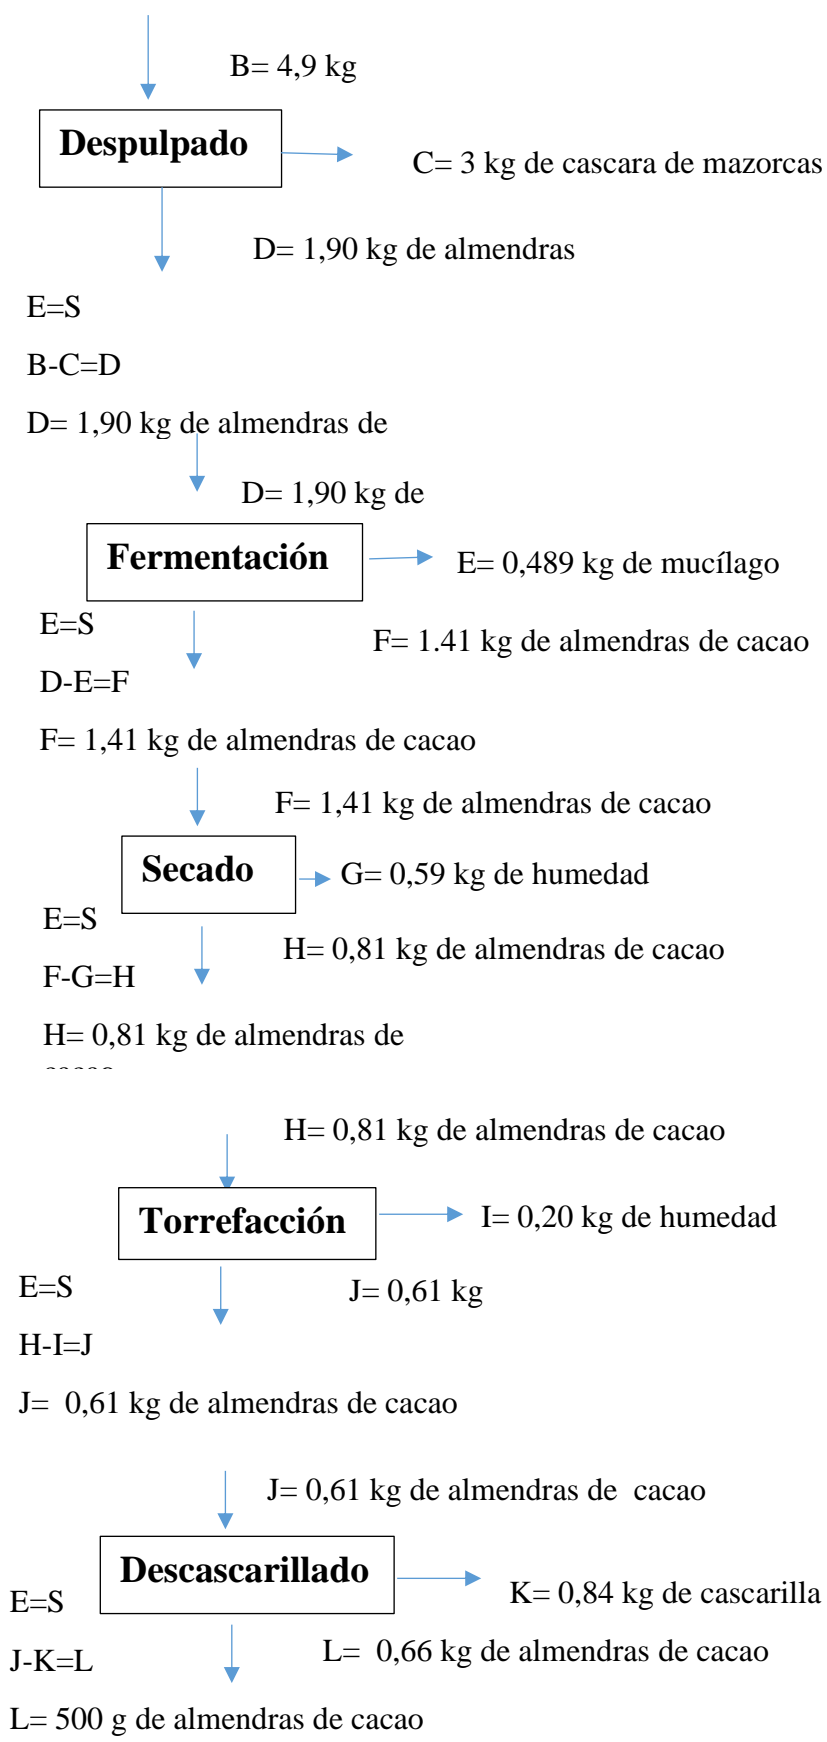 B= 4,9 kg
Despulpado
C= 3 kg de cascara de mazorcas
D= 1,90 kg de almendras
E=S
B-C=D
D= 1,90 kg de almendras de
D= 1,90 kg de
Fermentación
E= 0,489 kg de mucílago
E=S
F= 1.41 kg de almendras de cacao
D-E=F
F= 1,41 kg de almendras de cacao
F= 1,41 kg de almendras de cacao
Secado
G= 0,59 kg de humedad
E=S
H= 0,81 kg de almendras de cacao
F-G=H
H= 0,81 kg de almendras de
H= 0,81 kg de almendras de cacao
Torrefacción
I= 0,20 kg de humedad
E=S
J= 0,61 kg
H-I=J
J= 0,61 kg de almendras de cacao
J= 0,61 kg de almendras de cacao
Descascarillado
K= 0,84 kg de cascarilla
E=S
L= 0,66 kg de almendras de cacao
J-K=L
L= 500 g de almendras de cacao